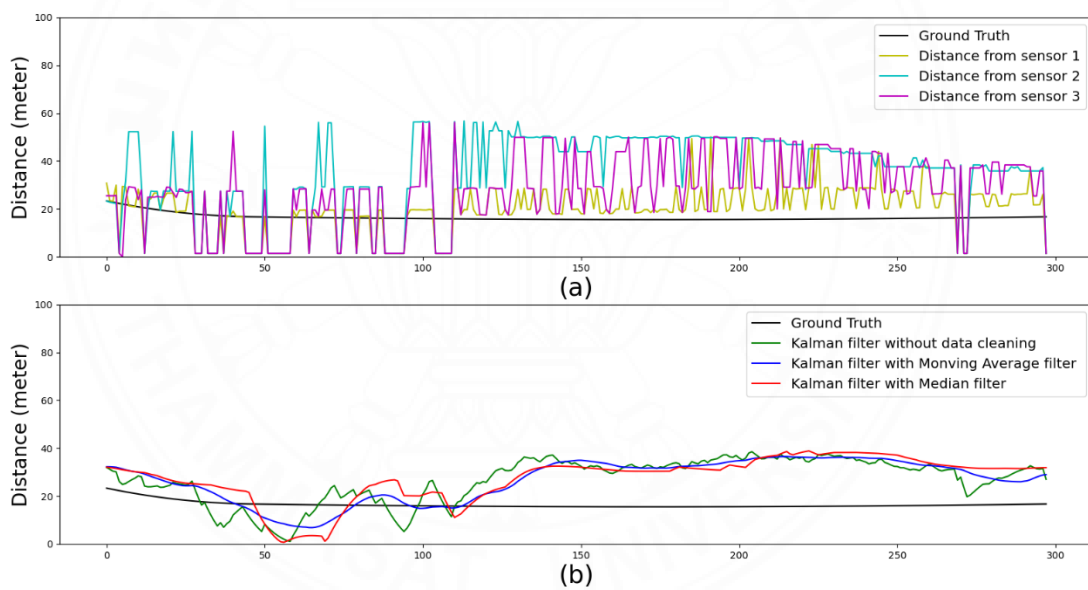 100
80
60
40
20
0
Distance (meter)
Ground Truth
Distance from sensor 1
Distance from sensor 2
Distance from sensor 3
0 50 100 150 200 250 300
(a)
100
80
60
40
20
0
Distance (meter)
Ground Truth
Kalman filter without data cleaning
Kalman filter with Monving Average filter
Kalman filter with Median filter
0 50 100 150 200 250 300
(b)